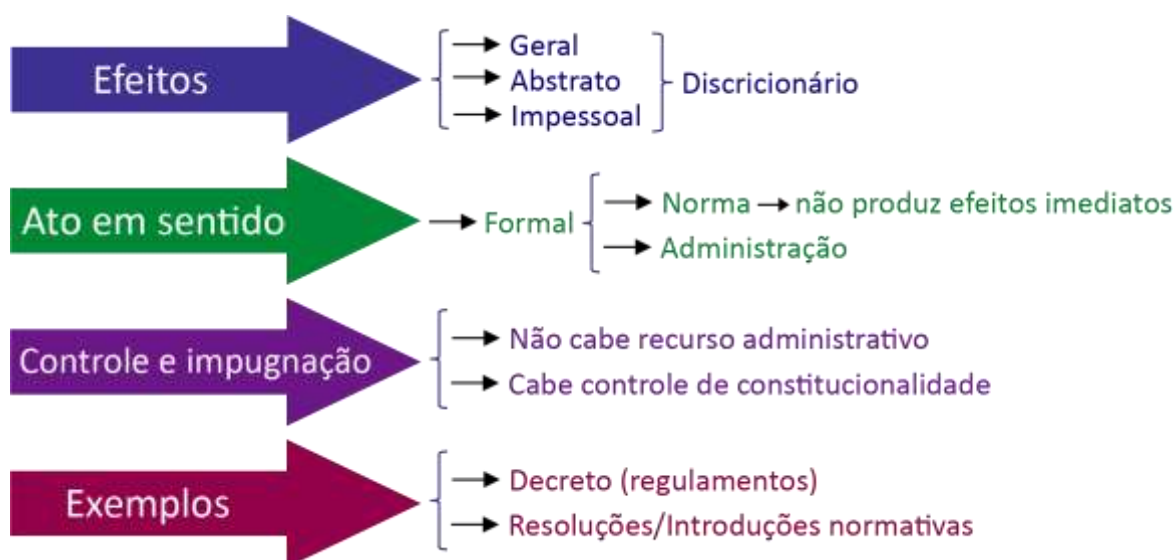 Efeitos
Geral
Abstrato
Impessoal
Discricionário
Ato em sentido
Formal
Norma
não produz efeitos imediatos
Administração
Controle e impugnação
Não cabe recurso administrativo
Cabe controle de constitucionalidade
Exemplos
Decreto (regulamentos)
Resoluções/Introduções normativas